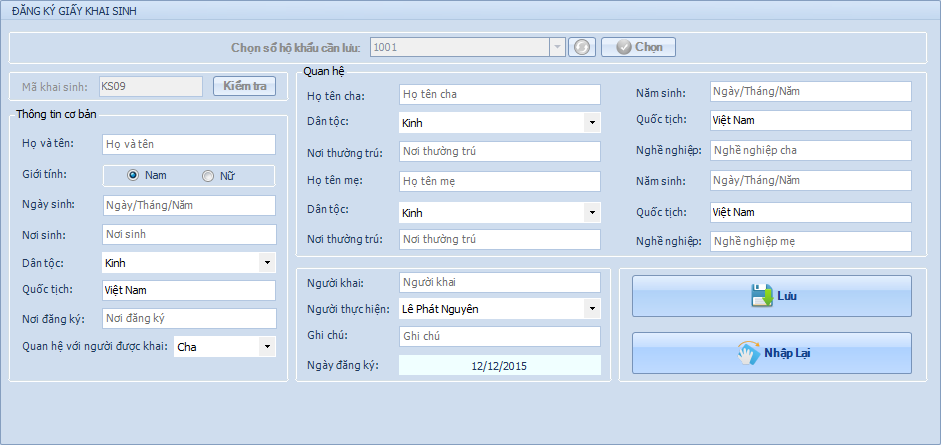 ĐĂNG KÝ GIẤY KHAI SINH
Chọn sổ hộ khẩu cần lưu: 1001 Chọn
Mã khai sinh: KS09 Kiểm tra
Thông tin cơ bản
Họ và tên: Họ và tên
Giới tính: Nam Nữ
Ngày sinh: Ngày/Tháng/Năm
Nơi sinh: Nơi sinh
Dân tộc: Kinh
Quốc tịch: Việt Nam
Nơi đăng ký: Nơi đăng ký
Quan hệ với người được khai: Cha
Quan hệ
Họ tên cha: Họ tên cha Năm sinh: Ngày/Tháng/Năm
Dân tộc: Kinh Quốc tịch: Việt Nam
Nơi thường trú: Nơi thường trú Nghề nghiệp: Nghề nghiệp cha
Họ tên mẹ: Họ tên mẹ Năm sinh: Ngày/Tháng/Năm
Dân tộc: Kinh Quốc tịch: Việt Nam
Nơi thường trú: Nơi thường trú Nghề nghiệp: Nghề nghiệp mẹ
Người khai: Người khai
Người thực hiện: Lê Phát Nguyên
Ghi chú: Ghi chú
Ngày đăng ký: 12/12/2015
Lưu
Nhập Lại